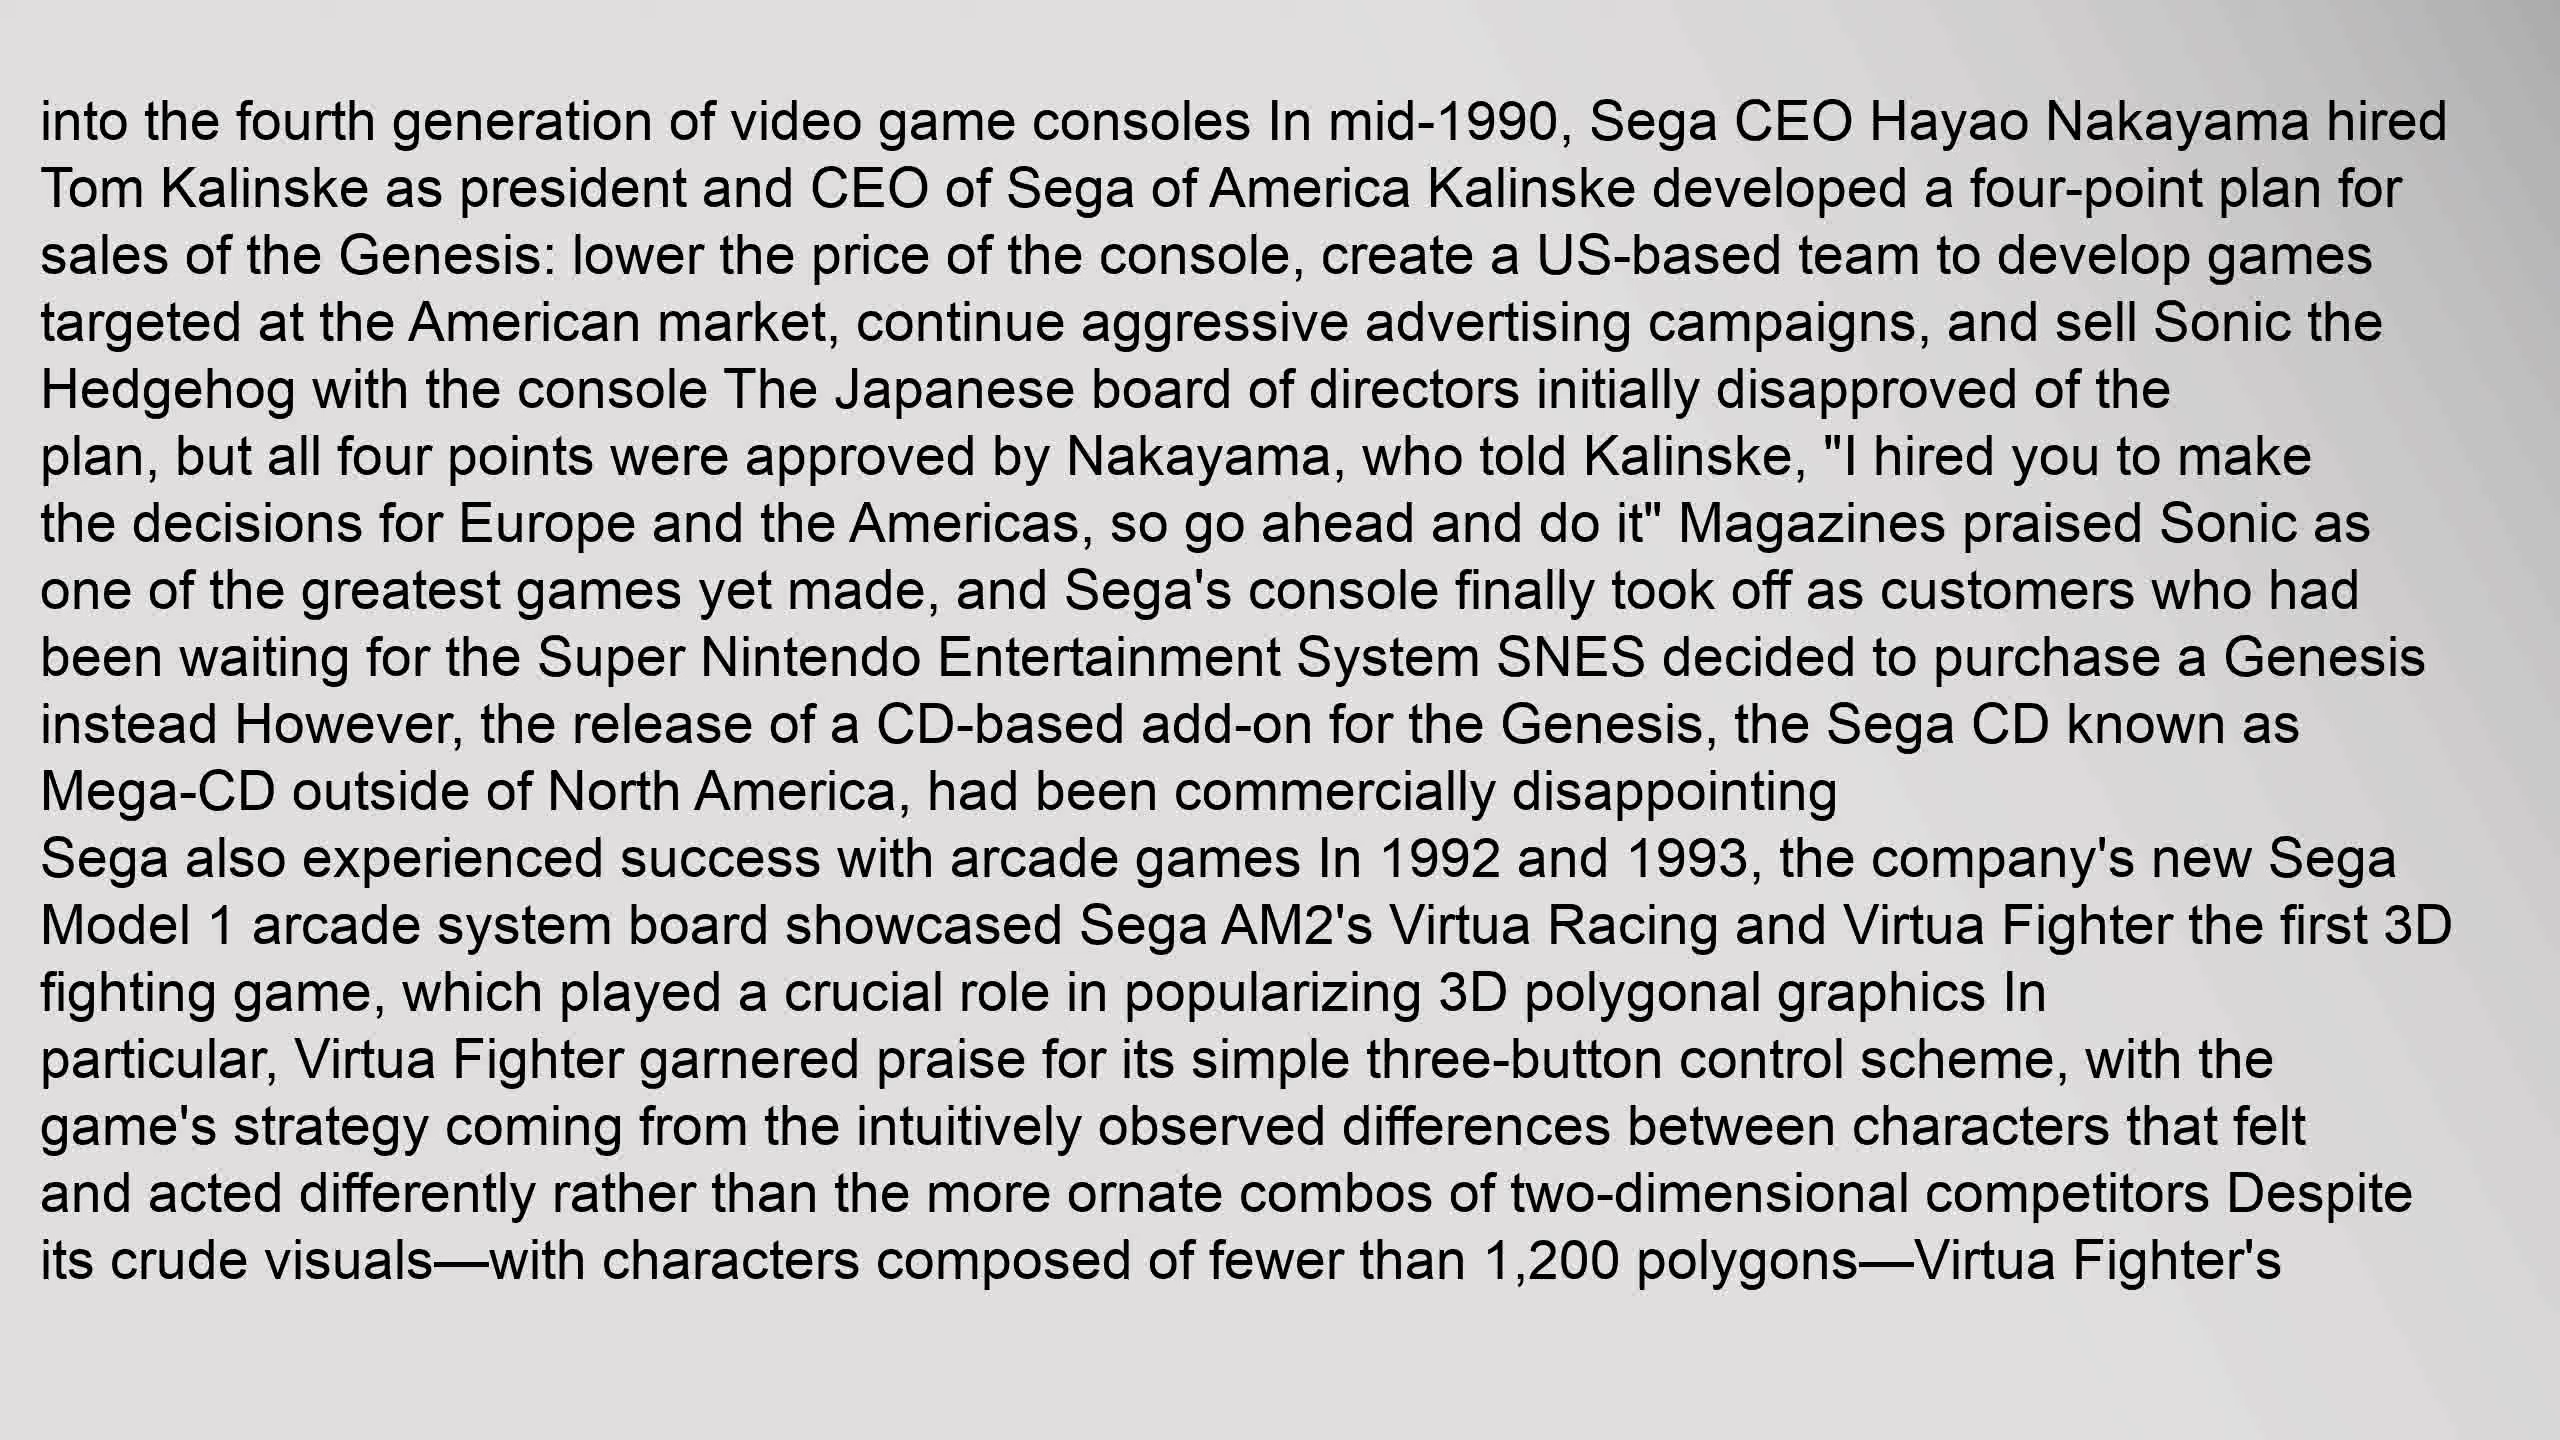 into the fourth generation of video game consoles In mid-1990, Sega CEO Hayao Nakayama hired
Tom Kalinske as president and CEO of Sega of America Kalinske developed a four-point plan for
sales of the Genesis: lower the price of the console, create a US-based team to develop games
targeted at the American market, continue aggressive advertising campaigns, and sell Sonic the
Hedgehog with the console The Japanese board of directors initially disapproved of the
plan, but all four points were approved by Nakayama, who told Kalinske, "I hired you to make
the decisions for Europe and the Americas, so go ahead and do it" Magazines praised Sonic as
one of the greatest games yet made, and Sega's console finally took off as customers who had
been waiting for the Super Nintendo Entertainment System SNES decided to purchase a Genesis
instead However, the release of a CD-based add-on for the Genesis, the Sega CD known as
Mega-CD outside of North America, had been commercially disappointing
Sega also experienced success with arcade games In 1992 and 1993, the company's new Sega
Model 1 arcade system board showcased Sega AM2's Virtua Racing and Virtua Fighter the first 3D
fighting game, which played a crucial role in popularizing 3D polygonal graphics In
particular, Virtua Fighter garnered praise for its simple three-button control scheme, with the
game's strategy coming from the intuitively observed differences between characters that felt
and acted differently rather than the more ornate combos of two-dimensional competitors Despite
its crude visuals—with characters composed of fewer than 1,200 polygons—Virtua Fighter's